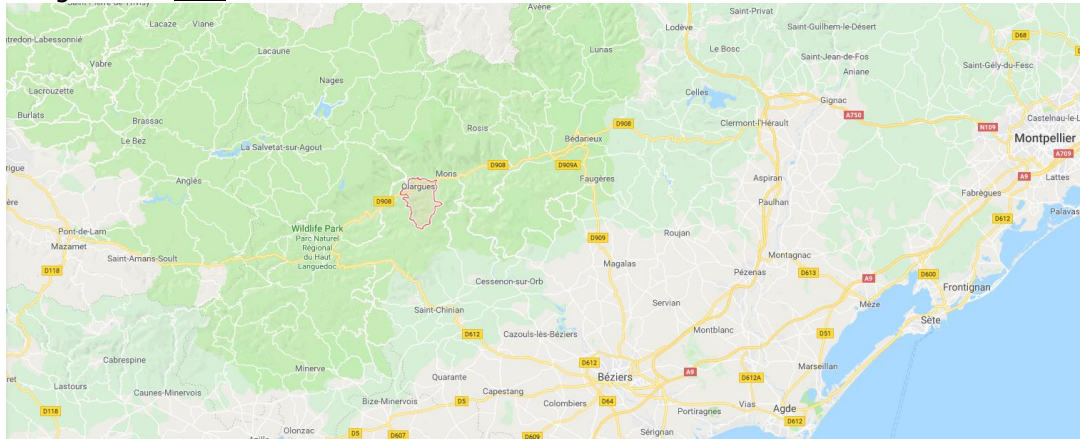 Avène
Saint-Privat
Lacaze
Viane
Lodève
Saint-Guilhem-le-Désert
D68
Lacaune
Lunas
Le Bosc
Vabre
Saint-Jean-de-Fos
Saint-Gély-du-Fesc
Aniane
Nages
Lacrouzette
Celles
Gignac
Burlats
Brassac
Rosis
D908
Clermont-l'Hérault
A750
Castelnau-le-L
Le Bez
La Salvetat-sur-Agout
Bédarieux
N109
Montpellier
D908
D909A
A709
Mons
Faugères
Aspiran
A9
Lattes
Anglés
Olargues
D908
Paulhan
Fabrègues
Wildlife Park
Parc Naturel
Régional
du Haut
Languedoc
D612
Palavas
Pont-de-Larn
Roujan
D909
Mazamet
Saint-Amans-Soult
Montagnac
D118
Magalas
Pézenas
D613
A9
D600
Cessenon-sur-Orb
Frontignan
Servian
Mèze
Saint-Chinian
Sète
D612
Cazouls-lès-Béziers
Montblanc
D51
Cabrespine
D612
Minerve
Marseillan
Béziers
A9
D612A
Lastours
Quarante
Caunes-Minervois
Capestang
Bize-Minervois
D5
Colombiers
D64
Vias
Agde
Portiragnes
D118
D612
Olonzac
D5
D607
D609
Sérignan